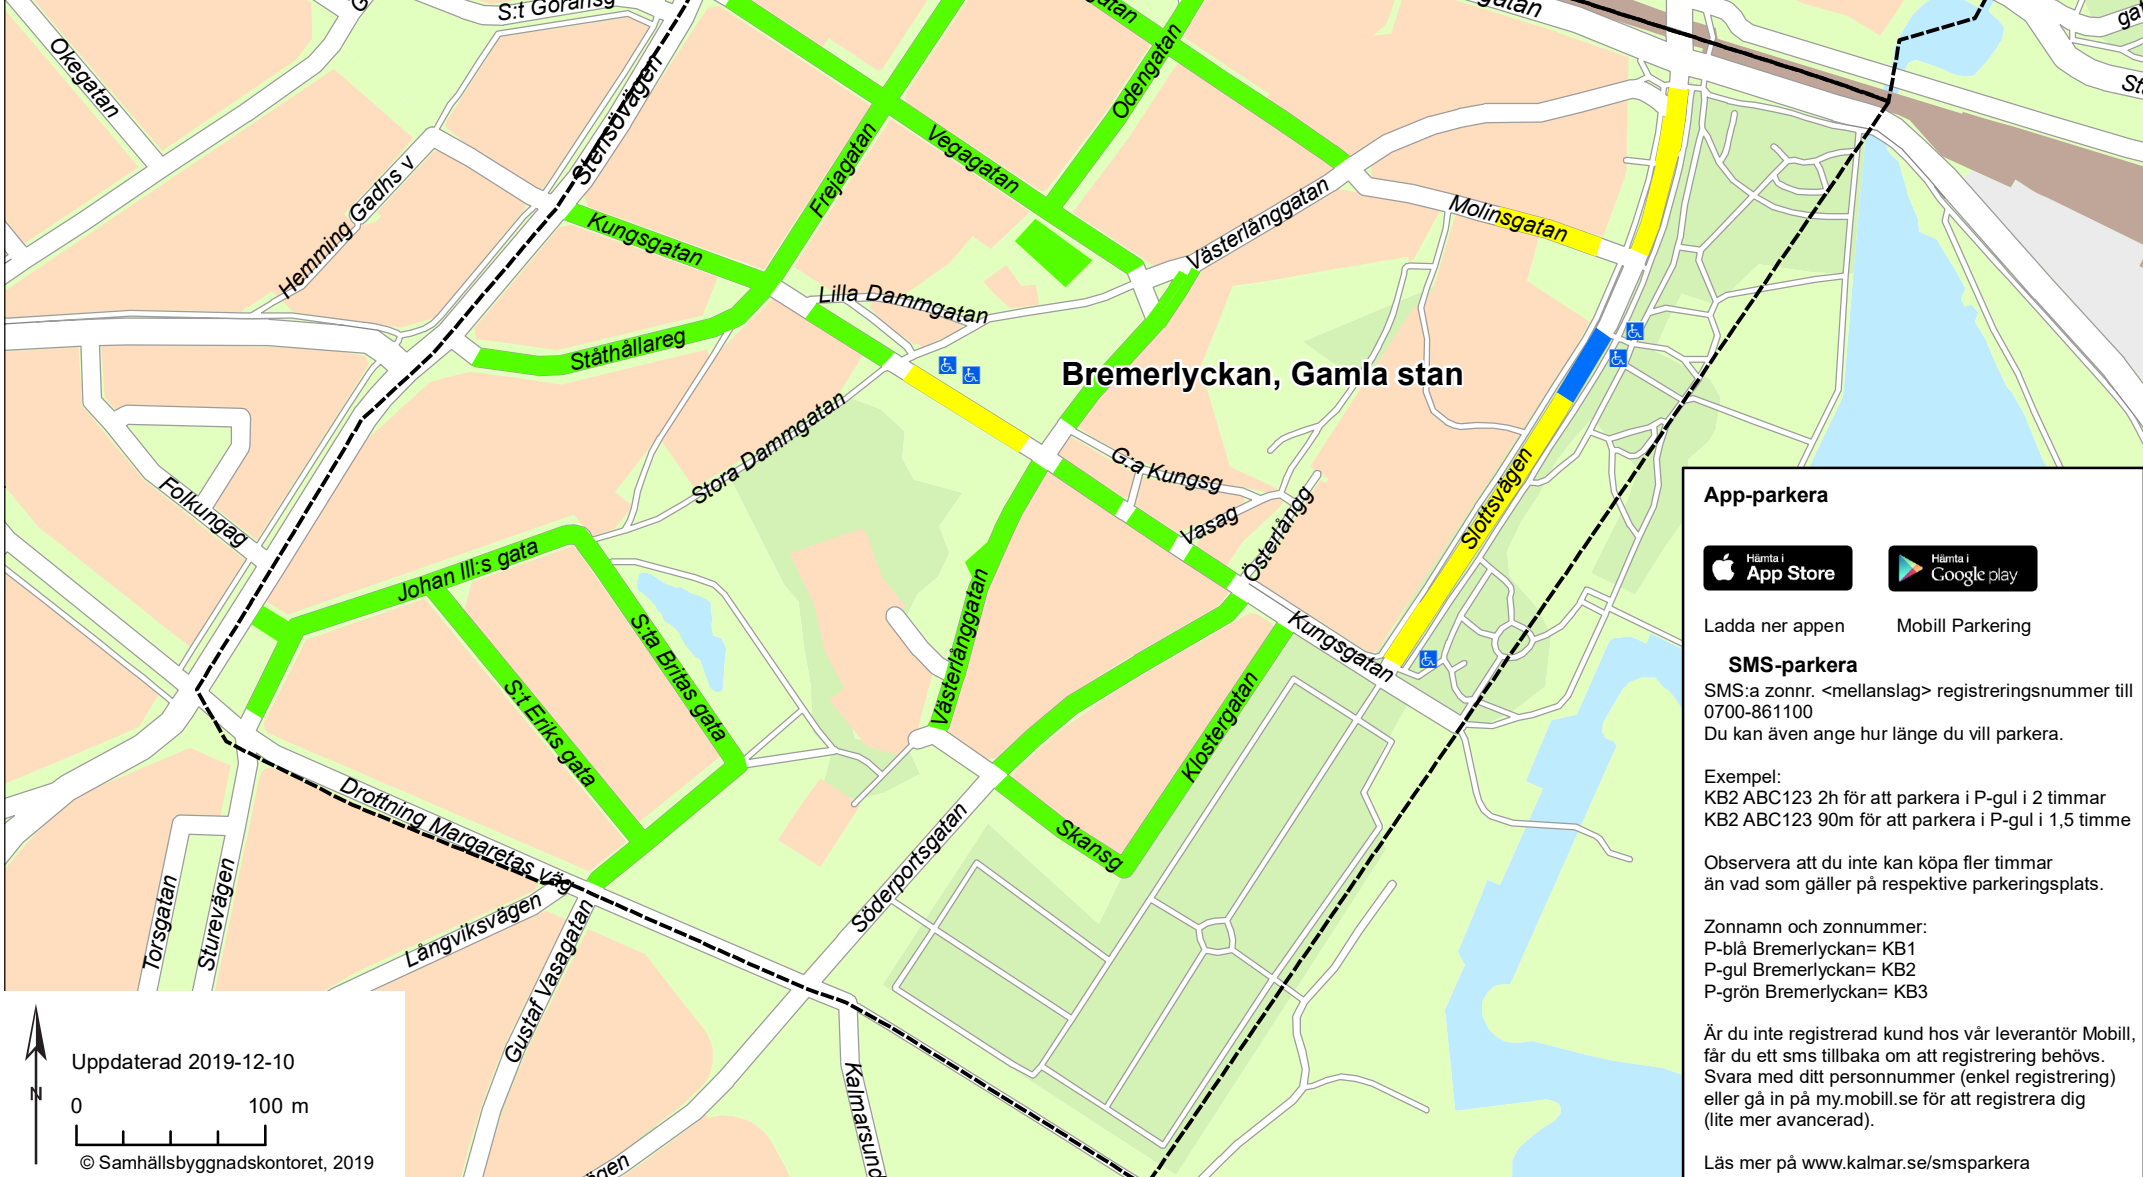 S:t Göransg
gatan
gatan
Okegatan
Stensövägen
Odengatan
Hemming Gadhs v
Frejagatan
Vegagatan
Kungsgatan
Västerlånggatan
Molinsgatan
Lilla Dammgatan
Ståthållareg
Bremerlyckan, Gamla stan
Stora Dammgatan
G:a Kungsg
Vasag
Österlångg
Slottsvägen
Folkungag
Johan III:s gata
S:ta Britas gata
S:t Eriks gata
Västerlånggatan
Kungsgatan
Klostergatan
Skansg
Drottning Margaretas väg
Söderportsgatan
Långviksvägen
Gustaf Vasagatan
Torsgatan
Sturevägen
Kalmarsund
App-parkera
Hämta i
App Store
Hämta i
Google play
Ladda ner appen
Mobill Parkering
SMS-parkera
SMS:a zonnr. <mellanslag> registreringsnummer till
0700-861100
Du kan även ange hur länge du vill parkera.
Exempel:
KB2 ABC123 2h för att parkera i P-gul i 2 timmar
KB2 ABC123 90m för att parkera i P-gul i 1,5 timme
Observera att du inte kan köpa fler timmar
än vad som gäller på respektive parkeringsplats.
Zonnamn och zonnummer:
P-blå Bremerlyckan= KB1
P-gul Bremerlyckan= KB2
P-grön Bremerlyckan= KB3
Är du inte registrerad kund hos vår leverantör Mobill,
får du ett sms tillbaka om att registrering behövs.
Svara med ditt personnummer (enkel registrering)
eller gå in på my.mobill.se för att registrera dig
(lite mer avancerad).
Läs mer på www.kalmar.se/smsparkera
N
Uppdaterad 2019-12-10
0 100 m
© Samhällsbyggnadskontoret, 2019